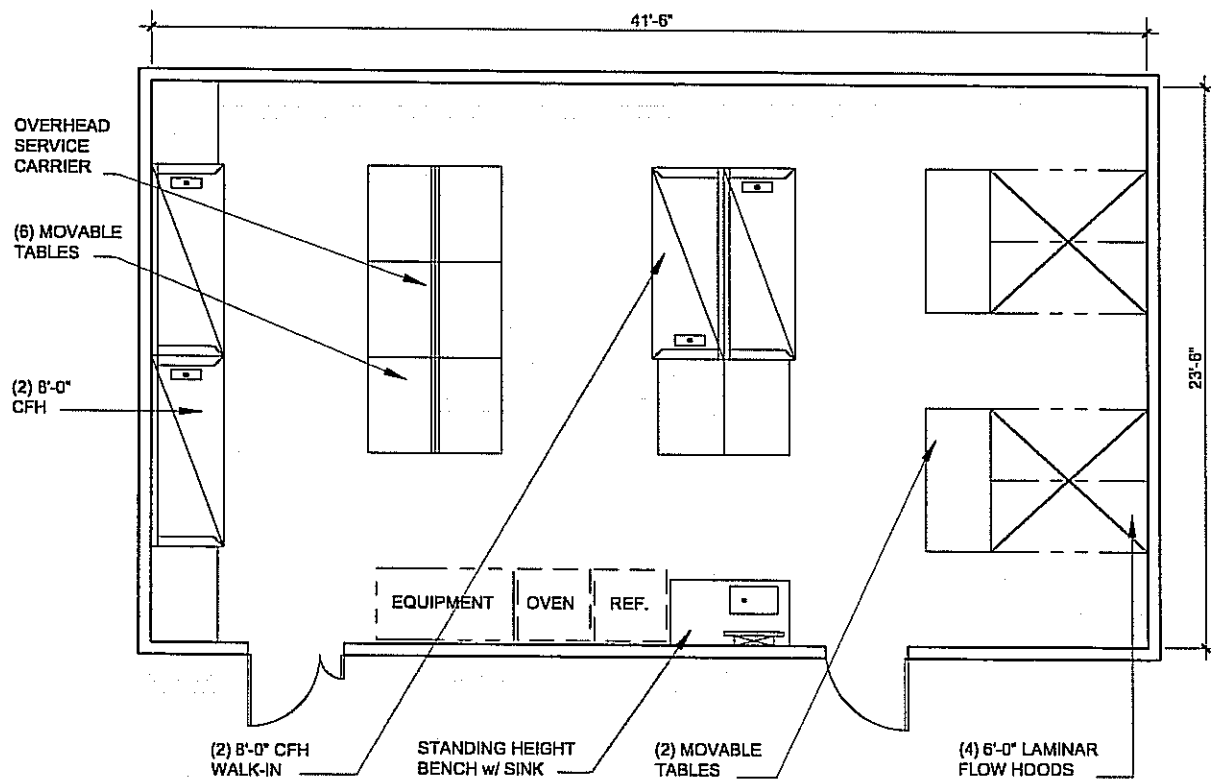 41'-6"
OVERHEAD
SERVICE
CARRIER
(6) MOVABLE
TABLES
(2) 8'-0"
CFH
23'-6"
EQUIPMENT
OVEN
REF.
(2) 8'-0" CFH
WALK-IN
STANDING HEIGHT
BENCH w/ SINK
(2) MOVABLE
TABLES
(4) 6'-0" LAMINAR
FLOW HOODS